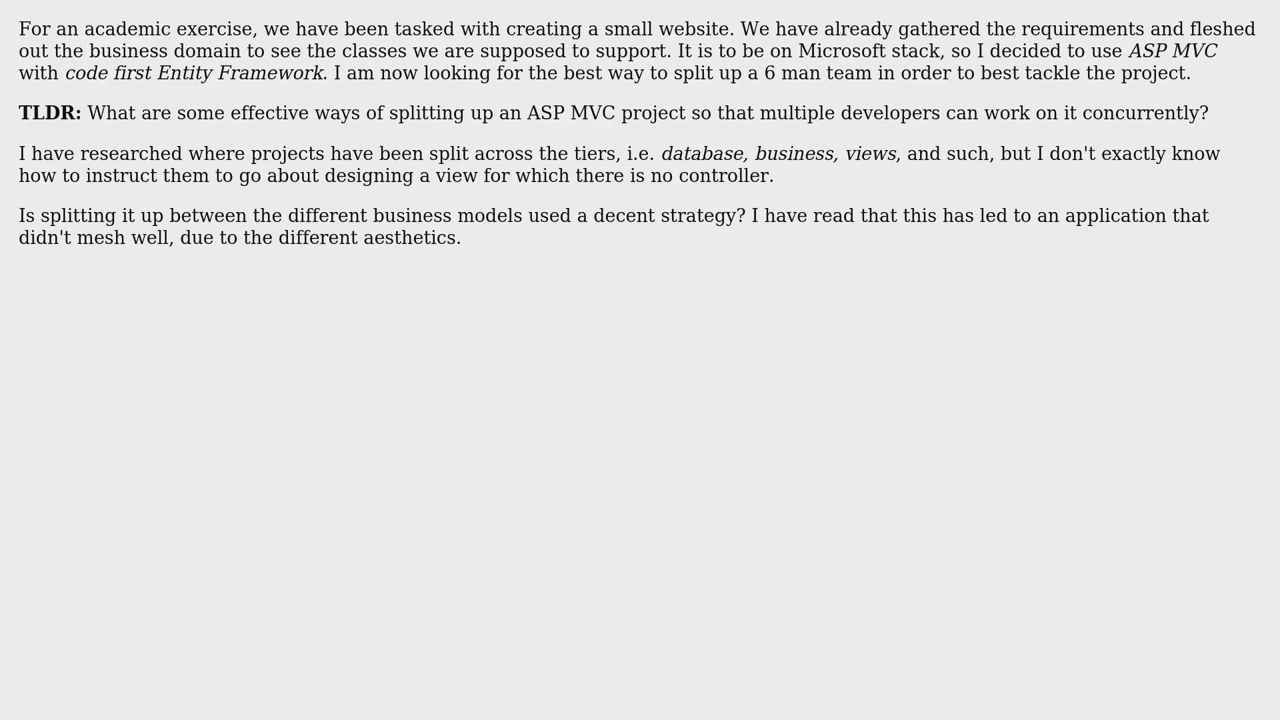 For an academic exercise, we have been tasked with creating a small website. We have already gathered the requirements and fleshed
out the business domain to see the classes we are supposed to support. It is to be on Microsoft stack, so I decided to use ASP MVC
with code first Entity Framework. I am now looking for the best way to split up a 6 man team in order to best tackle the project.
TLDR: What are some effective ways of splitting up an ASP MVC project so that multiple developers can work on it concurrently?
I have researched where projects have been split across the tiers, i.e. database, business, views, and such, but I don't exactly know
how to instruct them to go about designing a view for which there is no controller.
Is splitting it up between the different business models used a decent strategy? I have read that this has led to an application that
didn't mesh well, due to the different aesthetics.